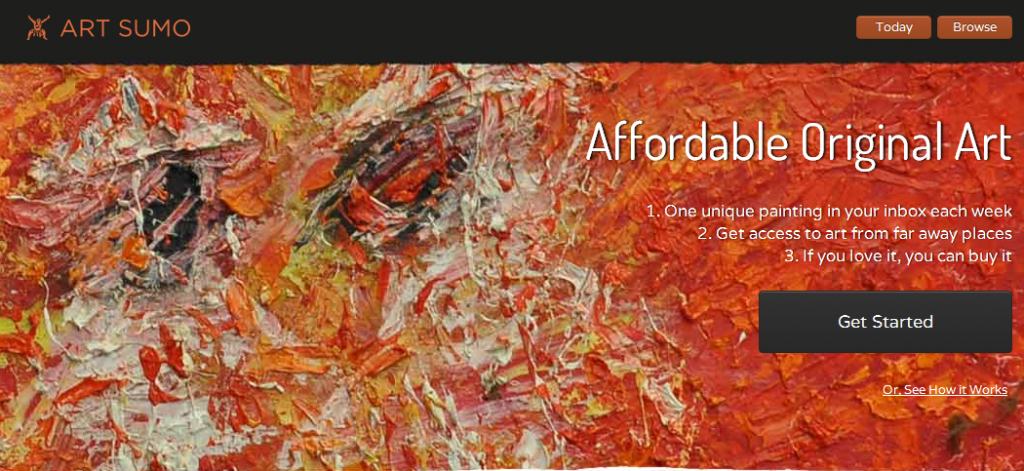 ART SUMO
Today
Browse
Affordable Original Art
1. One unique painting in your inbox each week
2. Get access to art from far away places
3. If you love it, you can buy it
Get Started
Or, See How it Works